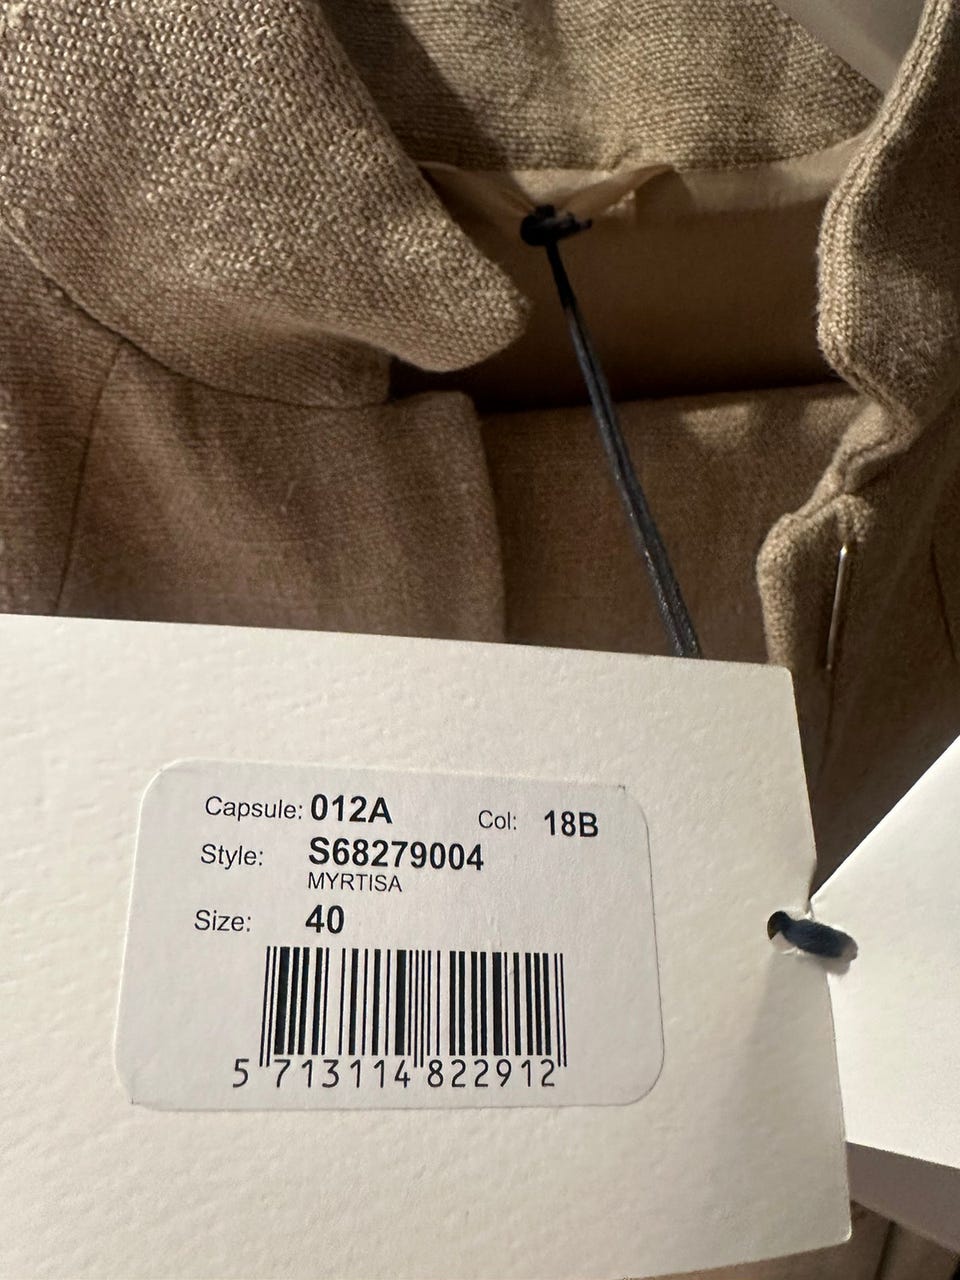 Capsule: 012A Col: 18B
Style: S68279004
MYRTISA
Size: 40
5 713114 822912